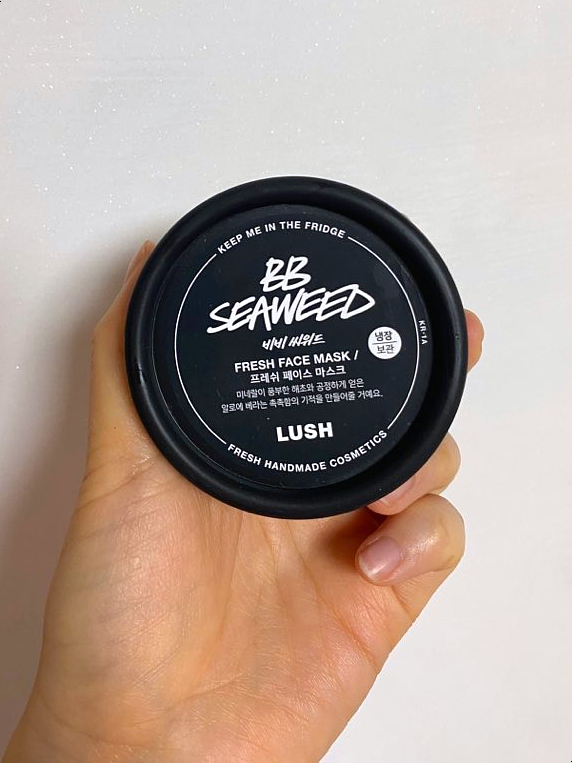 KEEP ME IN THE FRIDGE
BB
SEAWEED
비비 씨위드
냉장
보관
KR-1A
FRESH FACE MASK /
프레쉬 페이스 마스크
미네랄이 풍부한 해초와 공정하게 얻은
알로에 베라는 촉촉함의 기적을 만들어줄 거예요.
LUSH
FRESH HANDMADE COSMETICS